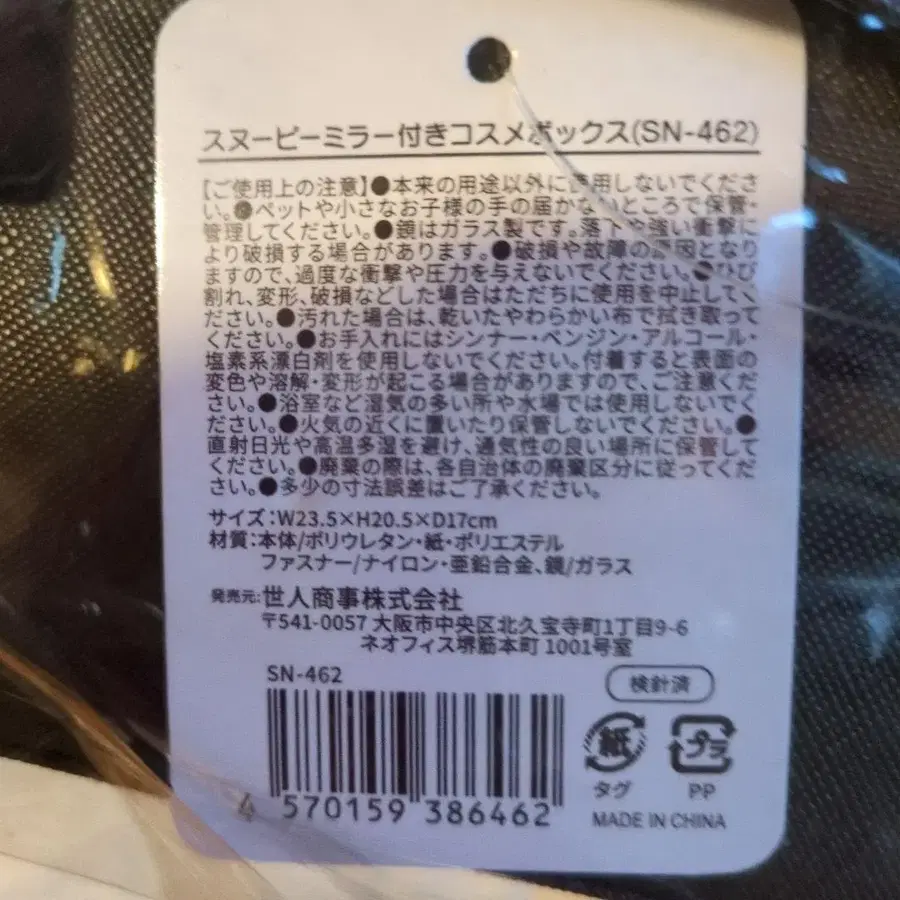 スヌーピーミラー付きコスメボックス(SN-462)
【ご使用上の注意】●本来の用途以外に使用しないでくださ
い。●ペットや小さなお子様の手の届かないところで保管・
管理してください。●鏡はガラス製です。落下や強い衝撃に
より破損する場合があります。●破損や故障の原因となり
ますので、過度な衝撃や圧力を与えないでください。●ひび
割れ、変形、破損などした場合はただちに使用を中止して、く
ださい。●汚れた場合は、乾いたやわらかい布で拭き取って
ください。●お手入れにはシンナー・ベンジン・アルコール・
塩素系漂白剤を使用しないでください。付着すると表面の
変色や溶解・変形が起こる場合がありますので、ご注意くだ
さい。●浴室など湿気の多い所や水場では使用しないでく
ださい。●火気の近くに置いたり保管しないでください。●
直射日光や高温多湿を避け、通気性の良い場所に保管して
ください。●廃棄の際は、各自治体の廃棄区分に従ってくだ
さい。●多少の寸法誤差はご了承ください。
サイズ：W23.5×H20.5×D17cm
材質：本体/ポリウレタン・紙・ポリエステル
ファスナー/ナイロン・亜鉛合金、鏡/ガラス
発売元：世人商事株式会社
〒541-0057 大阪市中央区北久宝寺町1丁目9-6
ネオフィス堺筋本町 1001号室
SN-462
検針済
紙
プラ
タグ
PP
4 570159 386462
MADE IN CHINA